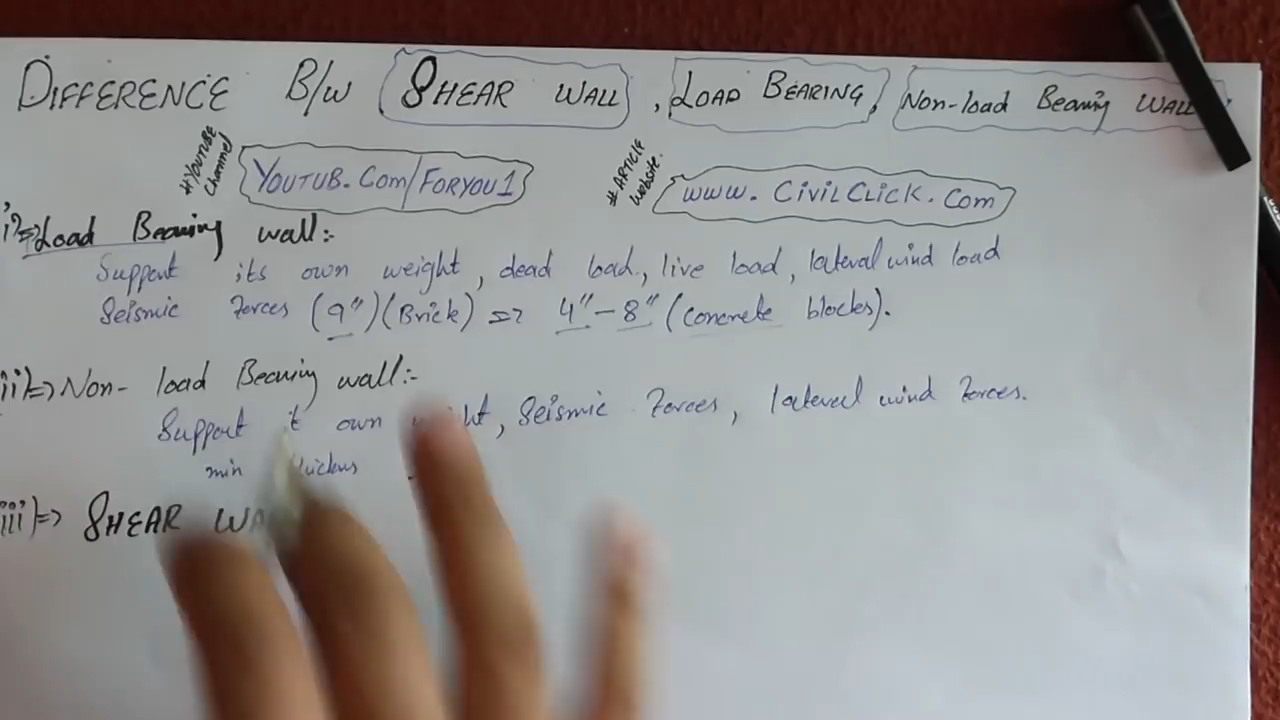 DIFFERENCE B/W SHEAR WALL, LOAD BEARING, Non-load Bearing WALL
#YOUTUBE Channel
YOUTUB.COM/FORYOU1
#ARTICLE Website.
www.CIVILCLICK.Com
i)=> Load Bearing wall:-
Support its own weight, dead load, live load, lateral wind load
Seismic Forces (9")(Brick) => 4"-8" (concrete blocks).
ii)=> Non-load Bearing wall:-
Support it own ht, Seismic Forces, lateral wind Forces.
min
iii)=> SHEAR WA